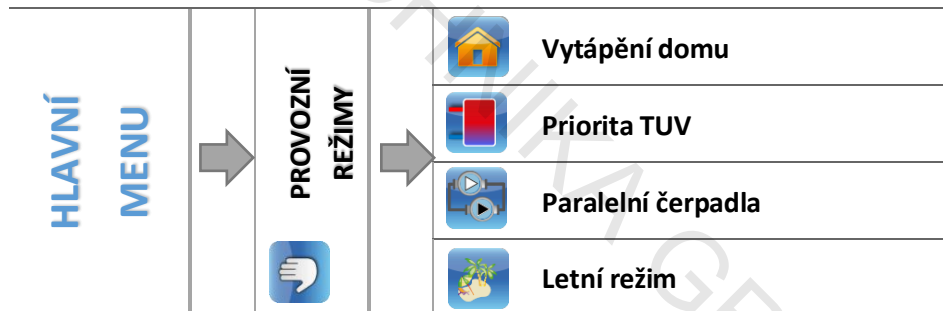 HLAVNÍ
MENU
PROVOZNÍ
REŽIMY
Vytápění domu
Priorita TUV
Paralelní čerpadla
Letní režim